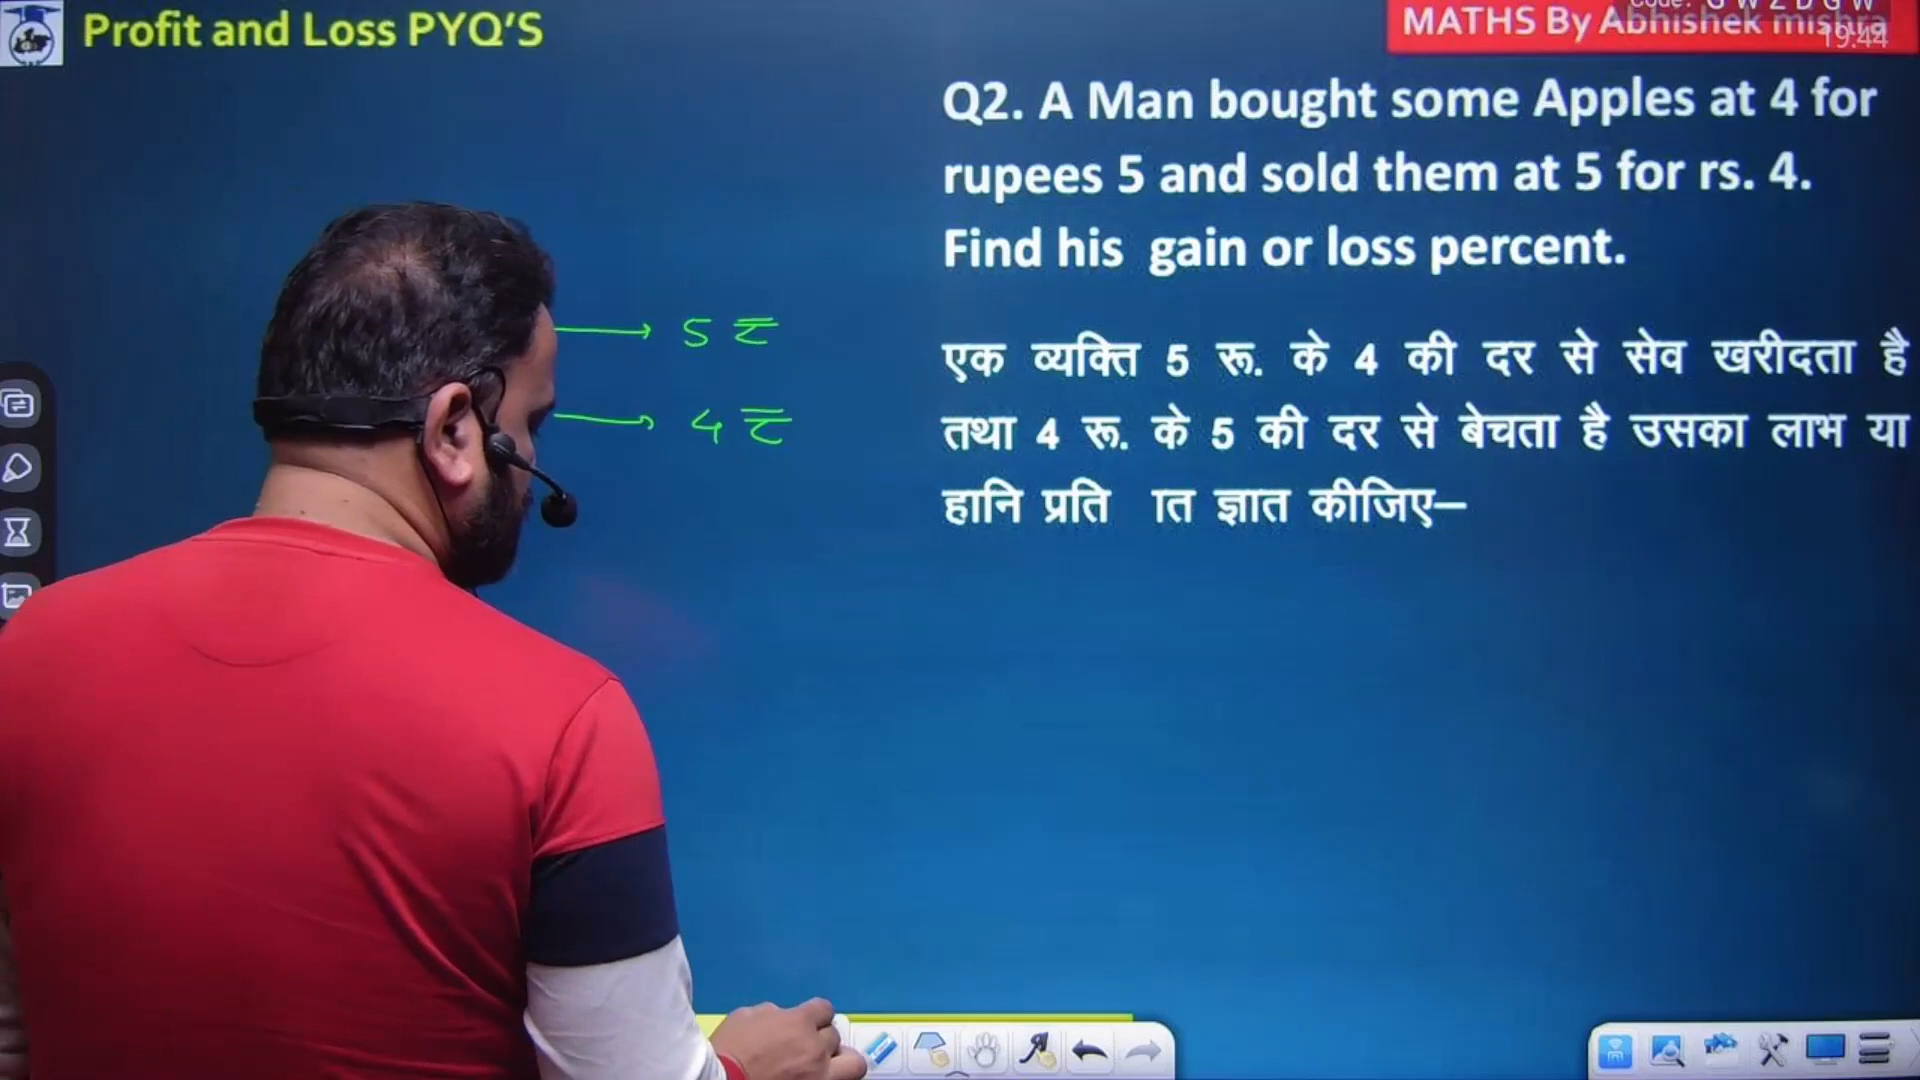 Profit and Loss PYQ'S
Code: G W Z D G W
MATHS By Abhishek mishra
19:44
Q2. A Man bought some Apples at 4 for
rupees 5 and sold them at 5 for rs. 4.
Find his gain or loss percent.
→ 5 ₹
→ 4 ₹
एक व्यक्ति 5 रू. के 4 की दर से सेव खरीदता है
तथा 4 रू. के 5 की दर से बेचता है उसका लाभ या
हानि प्रति ात ज्ञात कीजिए–